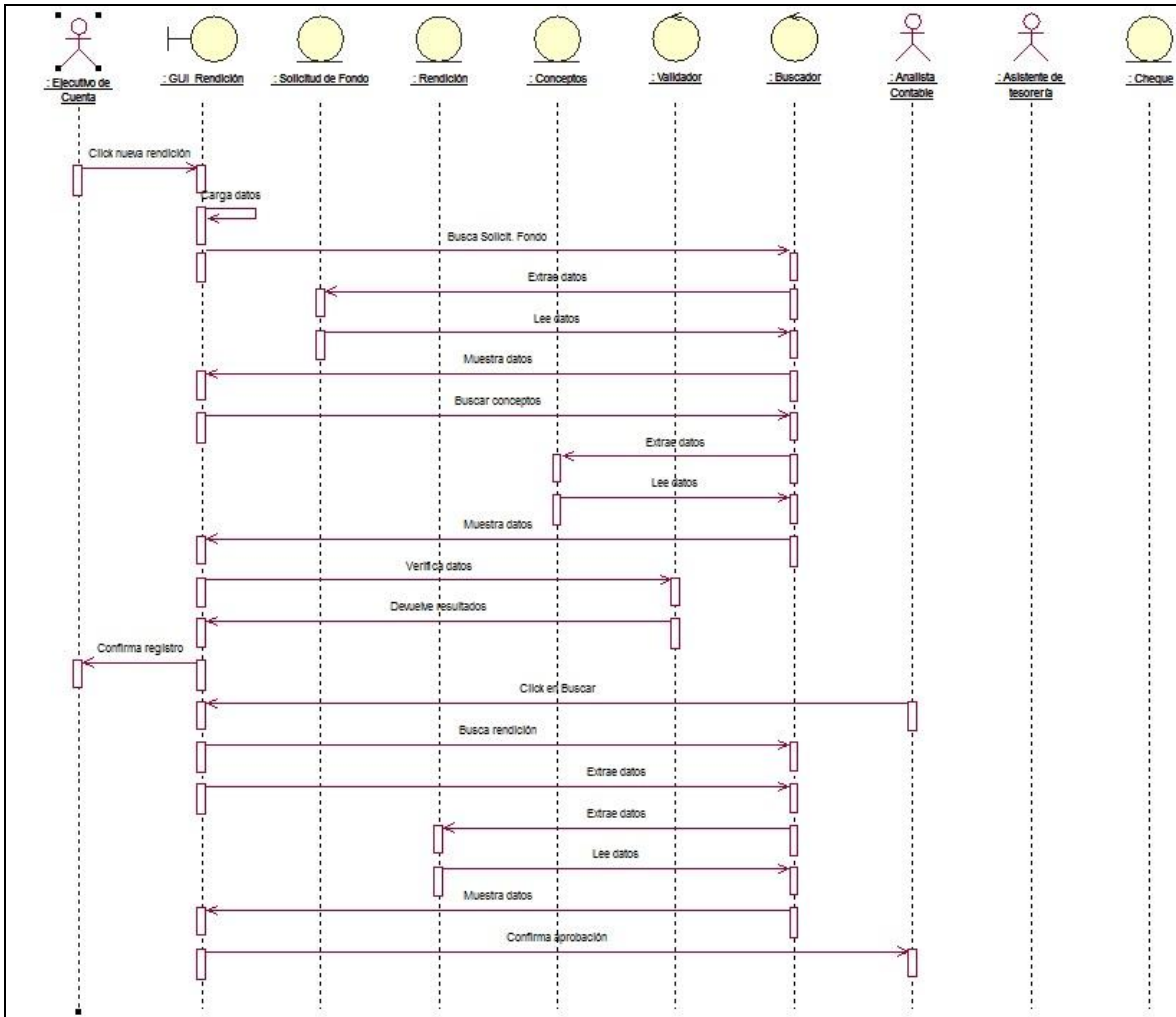 : Ejecutivo de
Cuenta
: GUI_Rendición
: Solicitud de Fondo
: Rendición
: Conceptos
: Validador
: Buscador
: Analista
Contable
: Asistente de
tesorería
: Cheque
Click nueva rendición
Carga datos
Busca Solicit. Fondo
Extrae datos
Lee datos
Muestra datos
Buscar conceptos
Extrae datos
Lee datos
Muestra datos
Verifica datos
Devuelve resultados
Confirma registro
Click en Buscar
Busca rendición
Extrae datos
Extrae datos
Lee datos
Muestra datos
Confirma aprobación